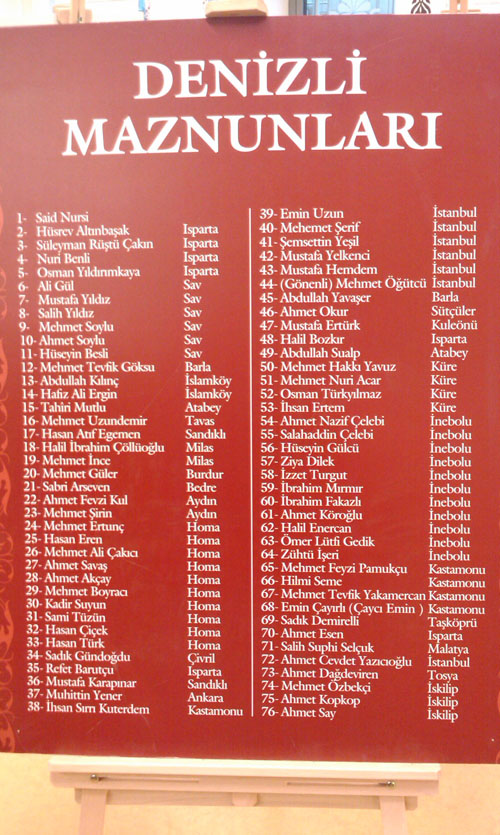 DENİZLİ
MAZNUNLARI
1- Said Nursi
2- Hüsrev Altınbaşak Isparta
3- Süleyman Rüştü Çakın Isparta
4- Nuri Benli Isparta
5- Osman Yıldırımkaya Isparta
6- Ali Gül Sav
7- Mustafa Yıldız Sav
8- Salih Yıldız Sav
9- Mehmet Soylu Sav
10- Ahmet Soylu Sav
11- Hüseyin Besli Sav
12- Mehmet Tevfik Göksu Barla
13- Abdullah Kılınç İslamköy
14- Hafız Ali Ergin İslamköy
15- Tahiri Mutlu Atabey
16- Mehmet Uzundemir Tavas
17- Hasan Atıf Egemen Sandıklı
18- Halil İbrahim Çöllüoğlu Milas
19- Mehmet İnce Milas
20- Mehmet Güler Burdur
21- Sabri Arseven Bedre
22- Ahmet Fevzi Kul Aydın
23- Mehmet Şirin Aydın
24- Mehmet Ertunç Homa
25- Hasan Eren Homa
26- Mehmet Ali Çakıcı Homa
27- Ahmet Savaş Homa
28- Ahmet Akçay Homa
29- Mehmet Boyracı Homa
30- Kadir Suyun Homa
31- Sami Tüzün Homa
32- Hasan Çiçek Homa
33- Hasan Türk Homa
34- Sadık Gündoğdu Çivril
35- Refet Barutçu Isparta
36- Mustafa Karapınar Sandıklı
37- Muhittin Yener Ankara
38- İhsan Sırrı Kuterdem Kastamonu
39- Emin Uzun İstanbul
40- Mehemet Şerif İstanbul
41- Şemsettin Yeşil İstanbul
42- Mustafa Yelkenci İstanbul
43- Mustafa Hemdem İstanbul
44- (Gönenli) Mehmet Öğütcü İstanbul
45- Abdullah Yavaşer Barla
46- Ahmet Okur Sütçüler
47- Mustafa Ertürk Kuleönü
48- Halil Bozkır Isparta
49- Abdullah Sualp Atabey
50- Mehmet Hakkı Yavuz Küre
51- Mehmet Nuri Acar Küre
52- Osman Türkyılmaz Küre
53- İhsan Ertem Küre
54- Ahmet Nazif Çelebi İnebolu
55- Salahaddin Çelebi İnebolu
56- Hüseyin Gülcü İnebolu
57- Ziya Dilek İnebolu
58- İzzet Turgut İnebolu
59- İbrahim Mırmır İnebolu
60- İbrahim Fakazlı İnebolu
61- Ahmet Köroğlu İnebolu
62- Halil Enercan İnebolu
63- Ömer Lütfi Gedik İnebolu
64- Zühtü İşeri İnebolu
65- Mehmet Feyzi Pamukçu Kastamonu
66- Hilmi Seme Kastamonu
67- Mehmet Tevfik Yakamercan Kastamonu
68- Emin Çayırlı (Çaycı Emin ) Kastamonu
69- Sadık Demirelli Taşköprü
70- Ahmet Esen Isparta
71- Salih Suphi Selçuk Malatya
72- Ahmet Cevdet Yazıcıoğlu İstanbul
73- Ahmet Dağdeviren Tosya
74- Mehmet Özbekçi İskilip
75- Ahmet Kopkop İskilip
76- Ahmet Say İskilip